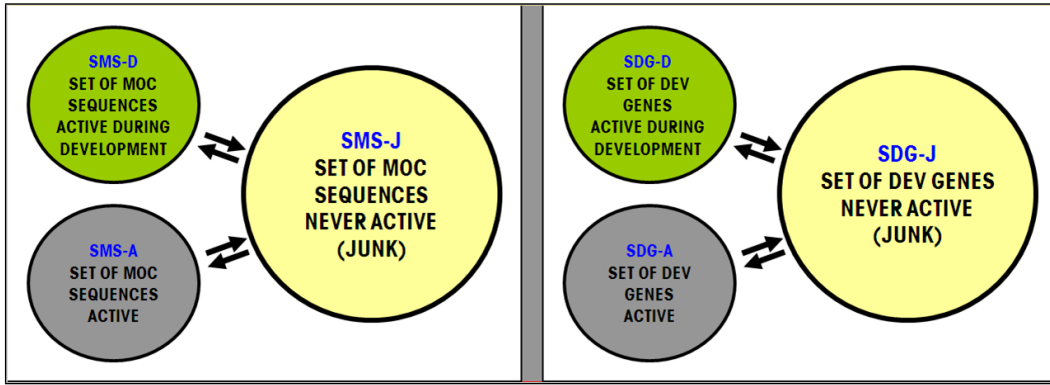 SMS-D
SET OF MOC
SEQUENCES
ACTIVE DURING
DEVELOPMENT
SMS-J
SET OF MOC
SEQUENCES
NEVER ACTIVE
(JUNK)
SMS-A
SET OF MOC
SEQUENCES
ACTIVE
SDG-D
SET OF DEV
GENES
ACTIVE DURING
DEVELOPMENT
SDG-J
SET OF DEV GENES
NEVER ACTIVE
(JUNK)
SDG-A
SET OF DEV
GENES
ACTIVE